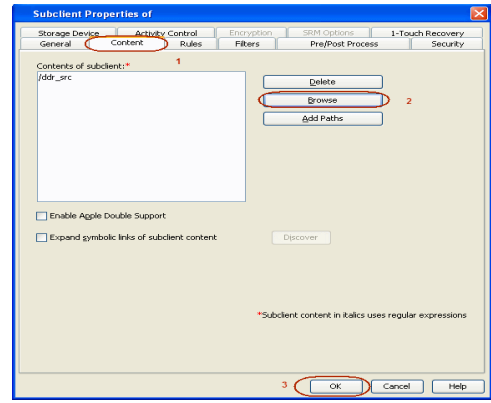 Subclient Properties of
Storage Device Activity Control Encryption SRM Options 1-Touch Recovery
General Content Rules Filters Pre/Post Process Security
1
Contents of subclient:*
/ddr_src
Delete
Browse 2
Add Paths
Enable Apple Double Support
Expand symbolic links of subclient content Discover
*Subclient content in italics uses regular expressions
3 OK Cancel Help